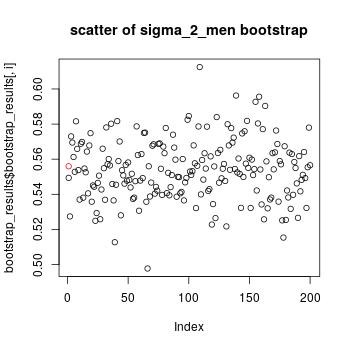 scatter of sigma_2_men bootstrap
bootstrap_results$bootstrap_results[, i]
0.60
0.58
0.56
0.54
0.52
0.50
0 50 100 150 200
Index